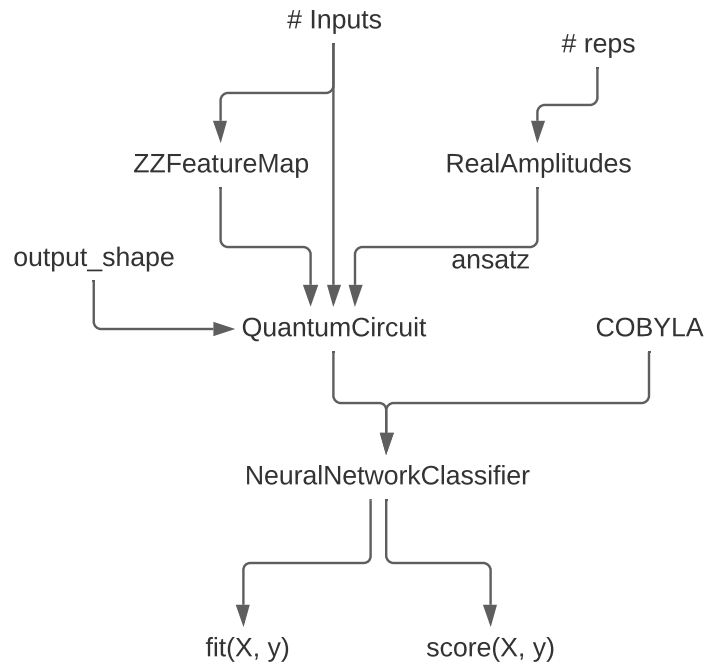 # Inputs
# reps
ZZFeatureMap
RealAmplitudes
output_shape
ansatz
QuantumCircuit
COBYLA
NeuralNetworkClassifier
fit(X, y)
score(X, y)